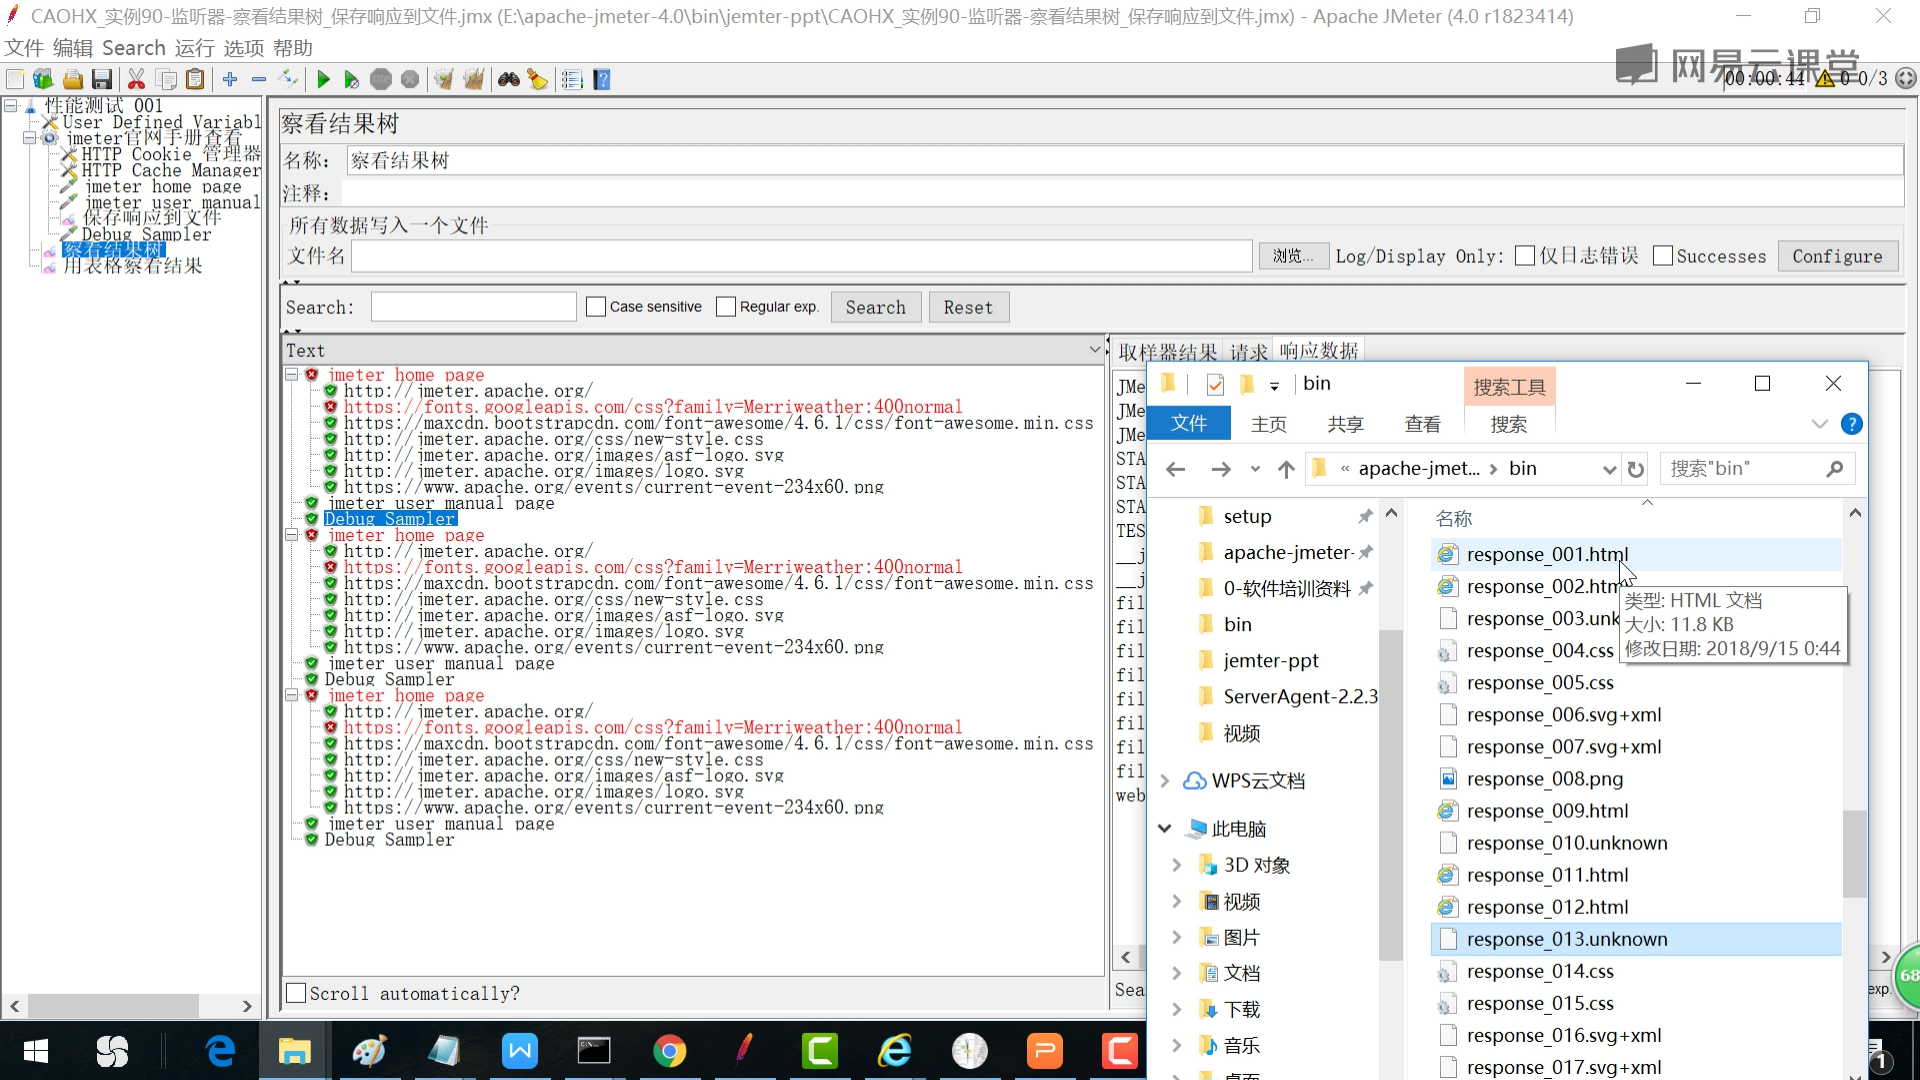 CAOHX_实例90-监听器-察看结果树_保存响应到文件.jmx (E:\apache-jmeter-4.0\bin\jemter-ppt\CAOHX_实例90-监听器-察看结果树_保存响应到文件.jmx) - Apache JMeter (4.0 r1823414)
文件 编辑 Search 运行 选项 帮助
网易云课堂
00:00:44 0 0/3
性能测试 001
User Defined Variabl
jmeter官网手册查看
HTTP Cookie 管理器
HTTP Cache Manager
jmeter home page
jmeter user manual
保存响应到文件
Debug Sampler
察看结果树
用表格察看结果
察看结果树
名称: 察看结果树
注释:
所有数据写入一个文件
文件名 浏览... Log/Display Only: 仅日志错误 Successes Configure
Search: Case sensitive Regular exp. Search Reset
Text
jmeter home page
http://jmeter.apache.org/
https://fonts.googleapis.com/css?family=Merriweather:400normal
https://maxcdn.bootstrapcdn.com/font-awesome/4.6.1/css/font-awesome.min.css
http://jmeter.apache.org/css/new-style.css
http://jmeter.apache.org/images/asf-logo.svg
http://jmeter.apache.org/images/logo.svg
https://www.apache.org/events/current-event-234x60.png
jmeter user manual page
Debug Sampler
jmeter home page
http://jmeter.apache.org/
https://fonts.googleapis.com/css?family=Merriweather:400normal
https://maxcdn.bootstrapcdn.com/font-awesome/4.6.1/css/font-awesome.min.css
http://jmeter.apache.org/css/new-style.css
http://jmeter.apache.org/images/asf-logo.svg
http://jmeter.apache.org/images/logo.svg
https://www.apache.org/events/current-event-234x60.png
jmeter user manual page
Debug Sampler
jmeter home page
http://jmeter.apache.org/
https://fonts.googleapis.com/css?family=Merriweather:400normal
https://maxcdn.bootstrapcdn.com/font-awesome/4.6.1/css/font-awesome.min.css
http://jmeter.apache.org/css/new-style.css
http://jmeter.apache.org/images/asf-logo.svg
http://jmeter.apache.org/images/logo.svg
https://www.apache.org/events/current-event-234x60.png
jmeter user manual page
Debug Sampler
Scroll automatically?
取样器结果 请求 响应数据
JMe
JMe
JMe
STA
STA
STA
TES
__j
__j
fil
fil
fil
fil
fil
fil
fil
fil
web
Sea
exp.
bin
搜索工具
文件 主页 共享 查看 搜索
« apache-jmet... › bin
搜索"bin"
setup
apache-jmeter-
0-软件培训资料
bin
jemter-ppt
ServerAgent-2.2.3
视频
WPS云文档
此电脑
3D 对象
视频
图片
文档
下载
音乐
桌面
名称
response_001.html
response_002.htm
response_003.unk
response_004.css
response_005.css
response_006.svg+xml
response_007.svg+xml
response_008.png
response_009.html
response_010.unknown
response_011.html
response_012.html
response_013.unknown
response_014.css
response_015.css
response_016.svg+xml
response_017.svg+xml
类型: HTML 文档
大小: 11.8 KB
修改日期: 2018/9/15 0:44
68
1